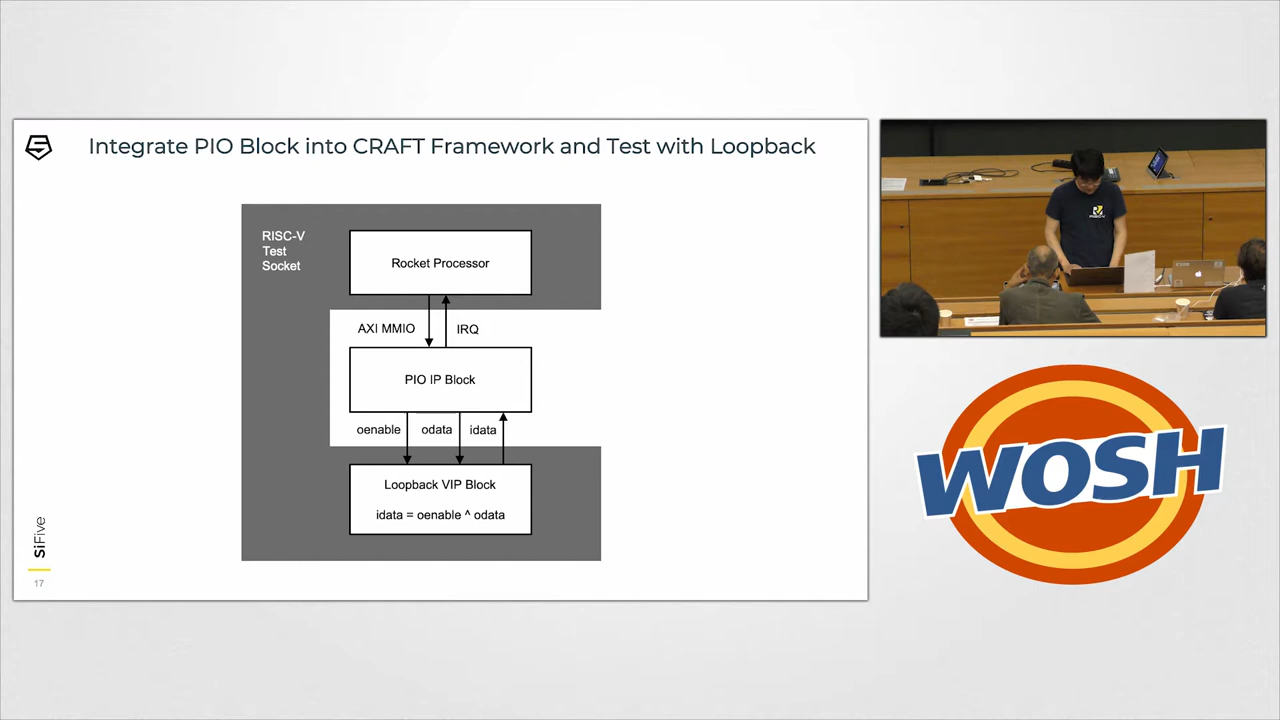 Integrate PIO Block into CRAFT Framework and Test with Loopback
RISC-V
Test
Socket
Rocket Processor
AXI MMIO
IRQ
PIO IP Block
oenable
odata
idata
Loopback VIP Block
idata = oenable ^ odata
SiFive
17
RISC-V
WOSH